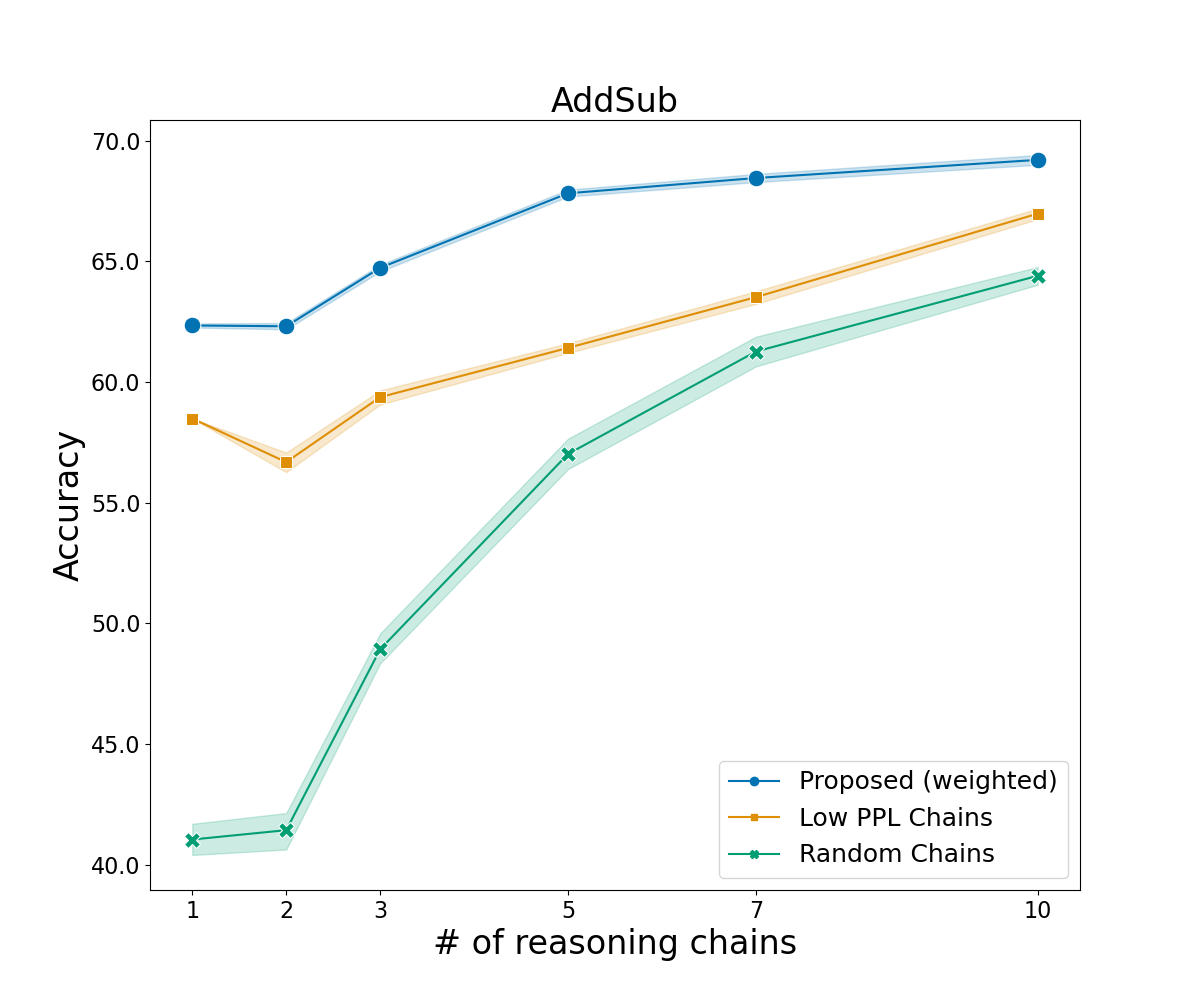 AddSub
Accuracy
70.0
65.0
60.0
55.0
50.0
45.0
40.0
Proposed (weighted)
Low PPL Chains
Random Chains
1 2 3 5 7 10
# of reasoning chains